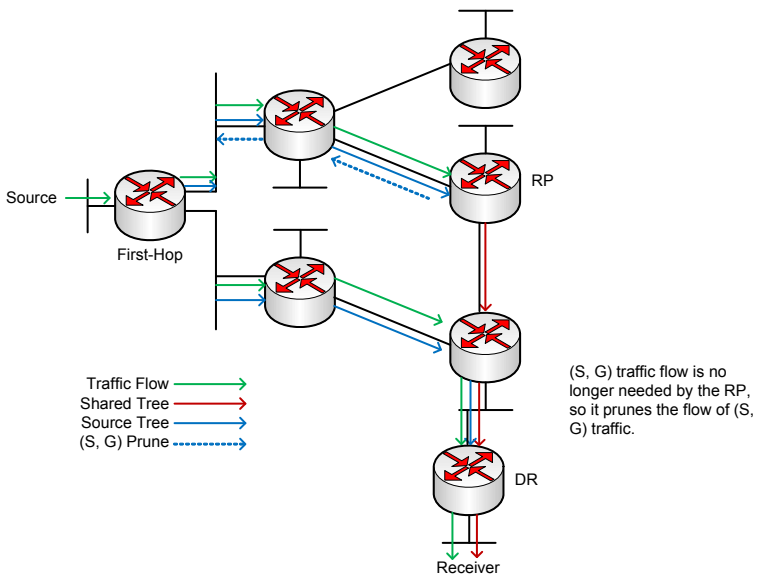 RP
Source
First-Hop
Traffic Flow
Shared Tree
Source Tree
(S, G) Prune
(S, G) traffic flow is no
longer needed by the RP,
so it prunes the flow of (S,
G) traffic.
DR
Receiver